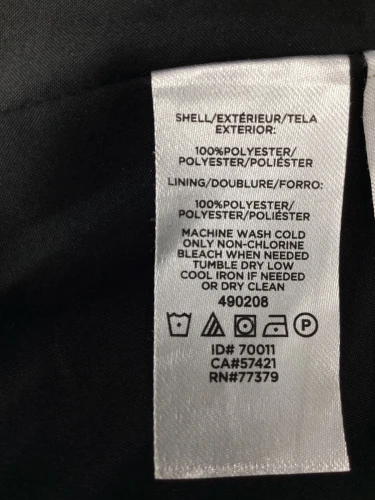 SHELL/EXTÉRIEUR/TELA
EXTERIOR:
100%POLYESTER/
POLYESTER/POLIÉSTER
LINING/DOUBLURE/FORRO:
100%POLYESTER/
POLYESTER/POLIÉSTER
MACHINE WASH COLD
ONLY NON-CHLORINE
BLEACH WHEN NEEDED
TUMBLE DRY LOW
COOL IRON IF NEEDED
OR DRY CLEAN
490208
P
ID# 70011
CA#57421
RN#77379